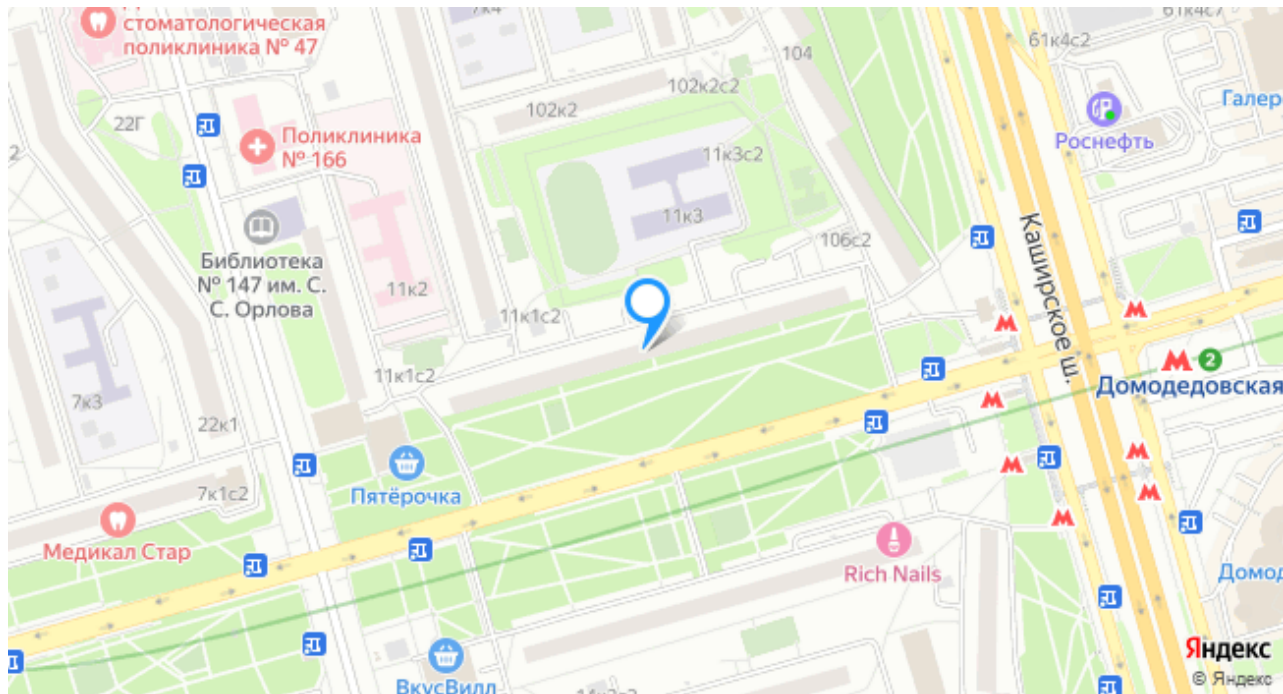 стоматологическая
поликлиника № 47
7к4
104
61к4с7
61к4с2
102к2с2
102к2
22Г
Поликлиника
№ 166
Роснефть
Галер
11к3с2
11к3
106с2
Каширское ш.
Библиотека
№ 147 им. С.
С. Орлова
11к2
11к1с2
11к1с2
2
Домодедовская
7к3
22к1
7к1с2
Пятёрочка
Медикал Стар
Rich Nails
Домод
ВкусВилл
Яндекс
© Яндекс